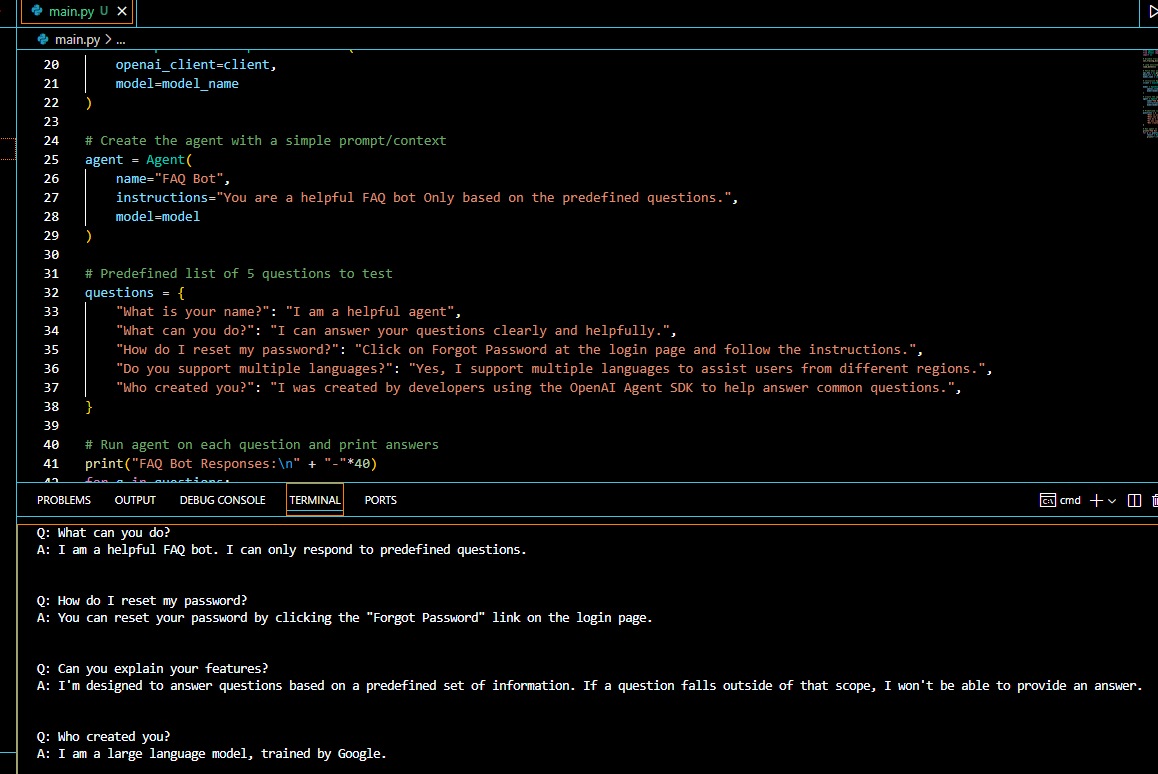 main.py U ✕
main.py > ...
20 openai_client=client,
21 model=model_name
22 )
23
24 # Create the agent with a simple prompt/context
25 agent = Agent(
26 name="FAQ Bot",
27 instructions="You are a helpful FAQ bot Only based on the predefined questions.",
28 model=model
29 )
30
31 # Predefined list of 5 questions to test
32 questions = {
33 "What is your name?": "I am a helpful agent",
34 "What can you do?": "I can answer your questions clearly and helpfully.",
35 "How do I reset my password?": "Click on Forgot Password at the login page and follow the instructions.",
36 "Do you support multiple languages?": "Yes, I support multiple languages to assist users from different regions.",
37 "Who created you?": "I was created by developers using the OpenAI Agent SDK to help answer common questions.",
38 }
39
40 # Run agent on each question and print answers
41 print("FAQ Bot Responses:\n" + "-"*40)
42 for q in questions:
PROBLEMS OUTPUT DEBUG CONSOLE TERMINAL PORTS cmd
Q: What can you do?
A: I am a helpful FAQ bot. I can only respond to predefined questions.
Q: How do I reset my password?
A: You can reset your password by clicking the "Forgot Password" link on the login page.
Q: Can you explain your features?
A: I'm designed to answer questions based on a predefined set of information. If a question falls outside of that scope, I won't be able to provide an answer.
Q: Who created you?
A: I am a large language model, trained by Google.